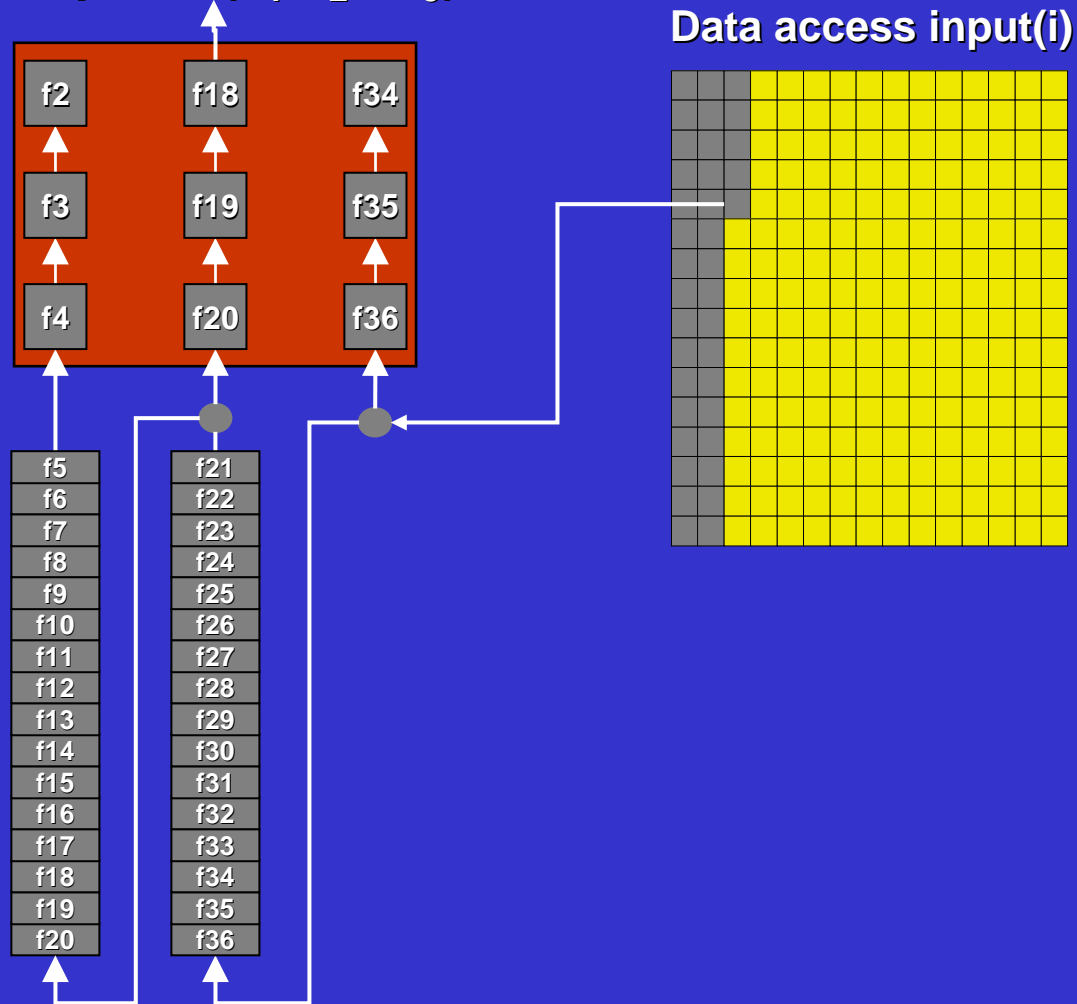 Data access input(i)
f2 f18 f34
f3 f19 f35
f4 f20 f36
f5 f21
f6 f22
f7 f23
f8 f24
f9 f25
f10 f26
f11 f27
f12 f28
f13 f29
f14 f30
f15 f31
f16 f32
f17 f33
f18 f34
f19 f35
f20 f36